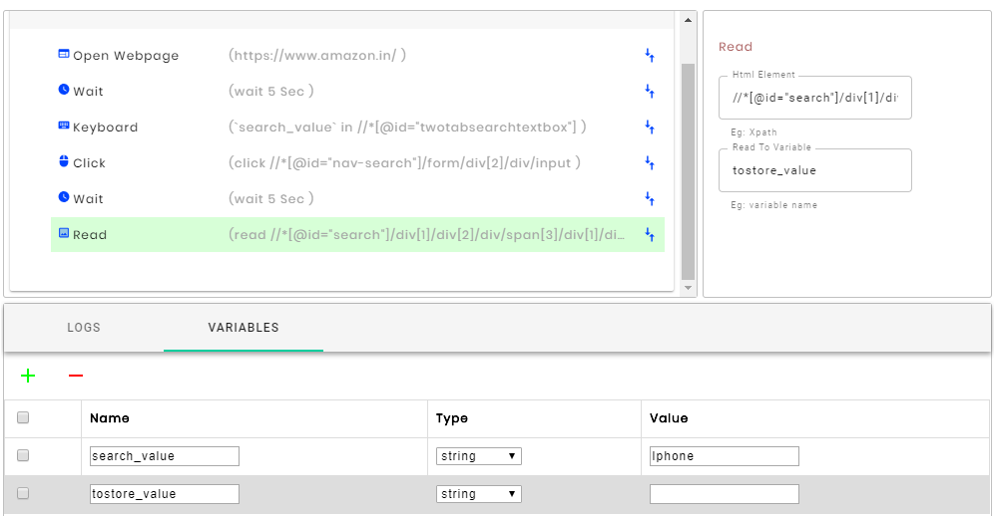 Open Webpage (https://www.amazon.in/ )
Wait (wait 5 Sec )
Keyboard (`search_value` in //*[@id="twotabsearchtextbox"] )
Click (click //*[@id="nav-search"]/form/div[2]/div/input )
Wait (wait 5 Sec )
Read (read //*[@id="search"]/div[1]/div[2]/div/span[3]/div[1]/di...
Read
Html Element
//*[@id="search"]/div[1]/di
Eg: Xpath
Read To Variable
tostore_value
Eg: variable name
LOGS VARIABLES
Name Type Value
search_value string Iphone
tostore_value string